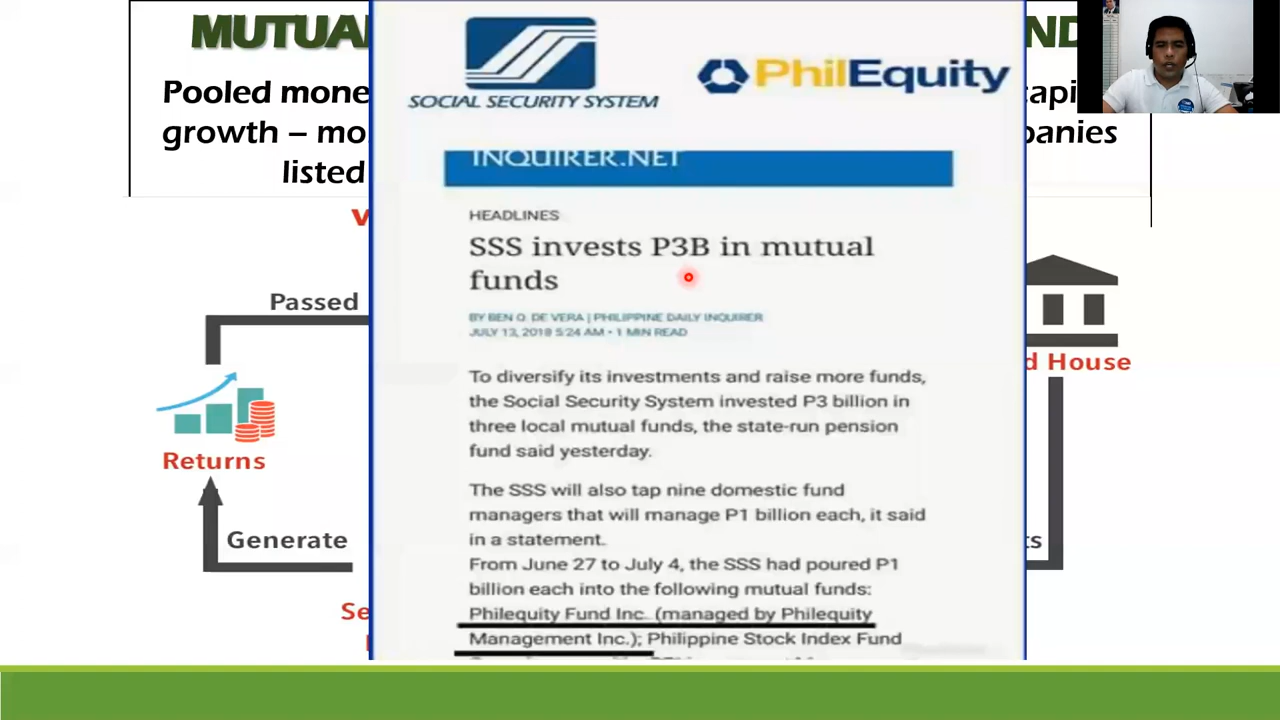 MUTUA
ND
Pooled mone
capi
growth – mo
panies
listed
SOCIAL SECURITY SYSTEM
PhilEquity
INQUIRER.NET
HEADLINES
SSS invests P3B in mutual
funds
BY BEN O. DE VERA | PHILIPPINE DAILY INQUIRER
JULY 13, 2018 5:24 AM • 1 MIN READ
To diversify its investments and raise more funds,
the Social Security System invested P3 billion in
three local mutual funds, the state-run pension
fund said yesterday.
The SSS will also tap nine domestic fund
managers that will manage P1 billion each, it said
in a statement.
From June 27 to July 4, the SSS had poured P1
billion each into the following mutual funds:
Philequity Fund Inc. (managed by Philequity
Management Inc.); Philippine Stock Index Fund
Passed
Returns
Generate
Se
d House
ts